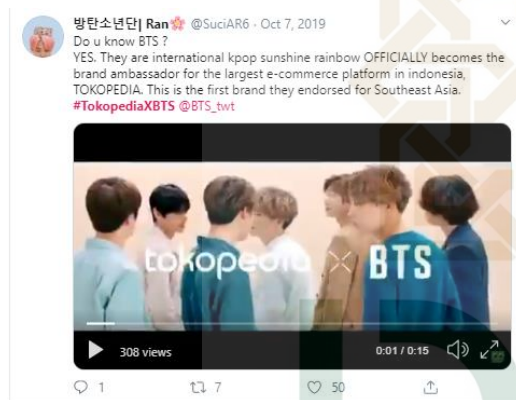 방탄소년단| Ran🌸 @SuciAR6 · Oct 7, 2019
Do u know BTS ?
YES. They are international kpop sunshine rainbow OFFICIALLY becomes the
brand ambassador for the largest e-commerce platform in indonesia,
TOKOPEDIA. This is the first brand they endorsed for Southeast Asia.
#TokopediaXBTS @BTS_twt
tokopedia × BTS
308 views
0:01 / 0:15
1 7 50